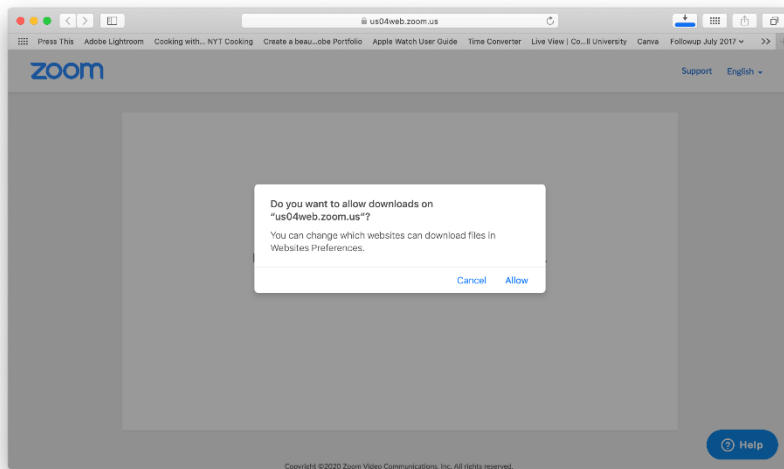 us04web.zoom.us
Press This Adobe Lightroom Cooking with... NYT Cooking Create a beau...obe Portfolio Apple Watch User Guide Time Converter Live View | Co...ll University Canva Followup July 2017
zoom
Support English
Do you want to allow downloads on
“us04web.zoom.us”?
You can change which websites can download files in
Websites Preferences.
Cancel Allow
Help
Copyright ©2020 Zoom Video Communications, Inc. All rights reserved.